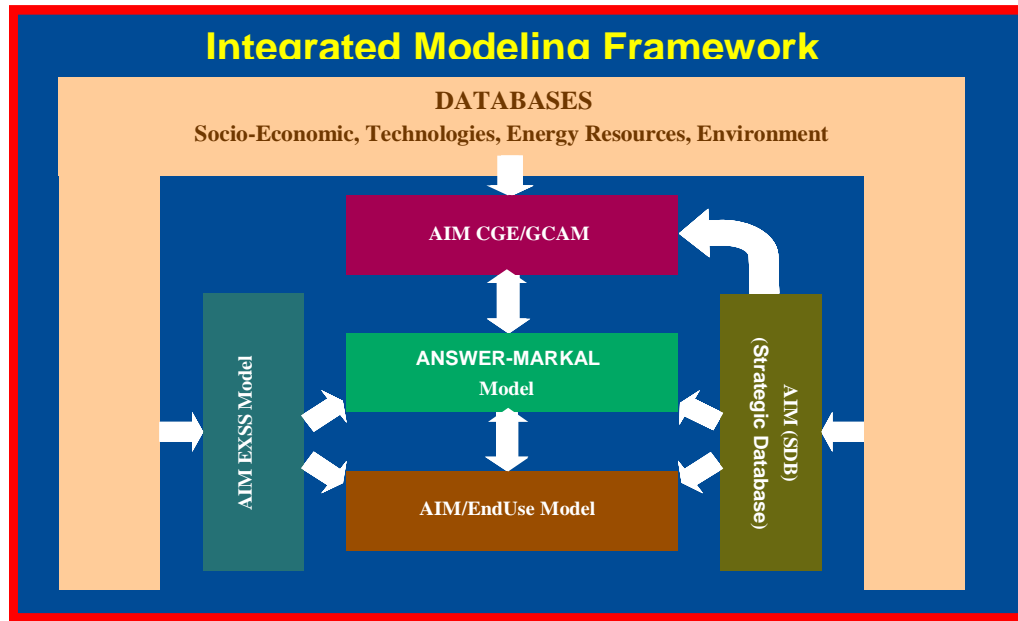 Integrated Modeling Framework
DATABASES
Socio-Economic, Technologies, Energy Resources, Environment
AIM CGE/GCAM
ANSWER-MARKAL
Model
AIM/EndUse Model
AIM EXSS Model
AIM (SDB)
(Strategic Database)